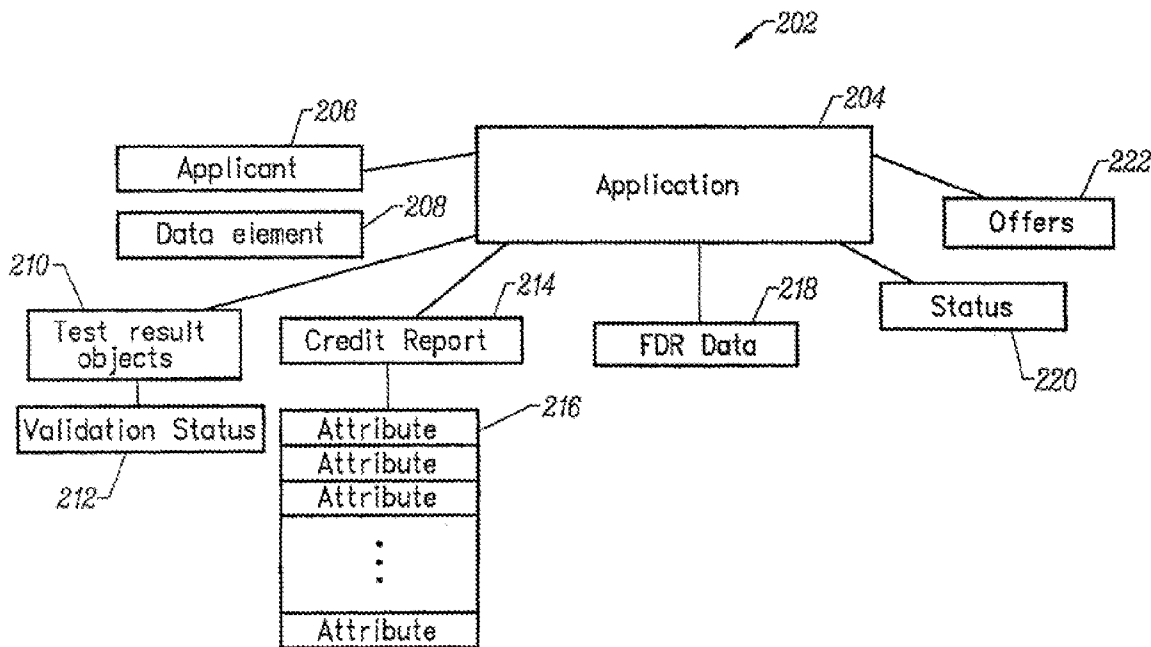 202
206
204
Applicant
Application
222
208
Offers
Data element
210
214
218
Status
Test result
objects
Credit Report
FDR Data
220
Validation Status
216
Attribute
212
Attribute
Attribute
Attribute